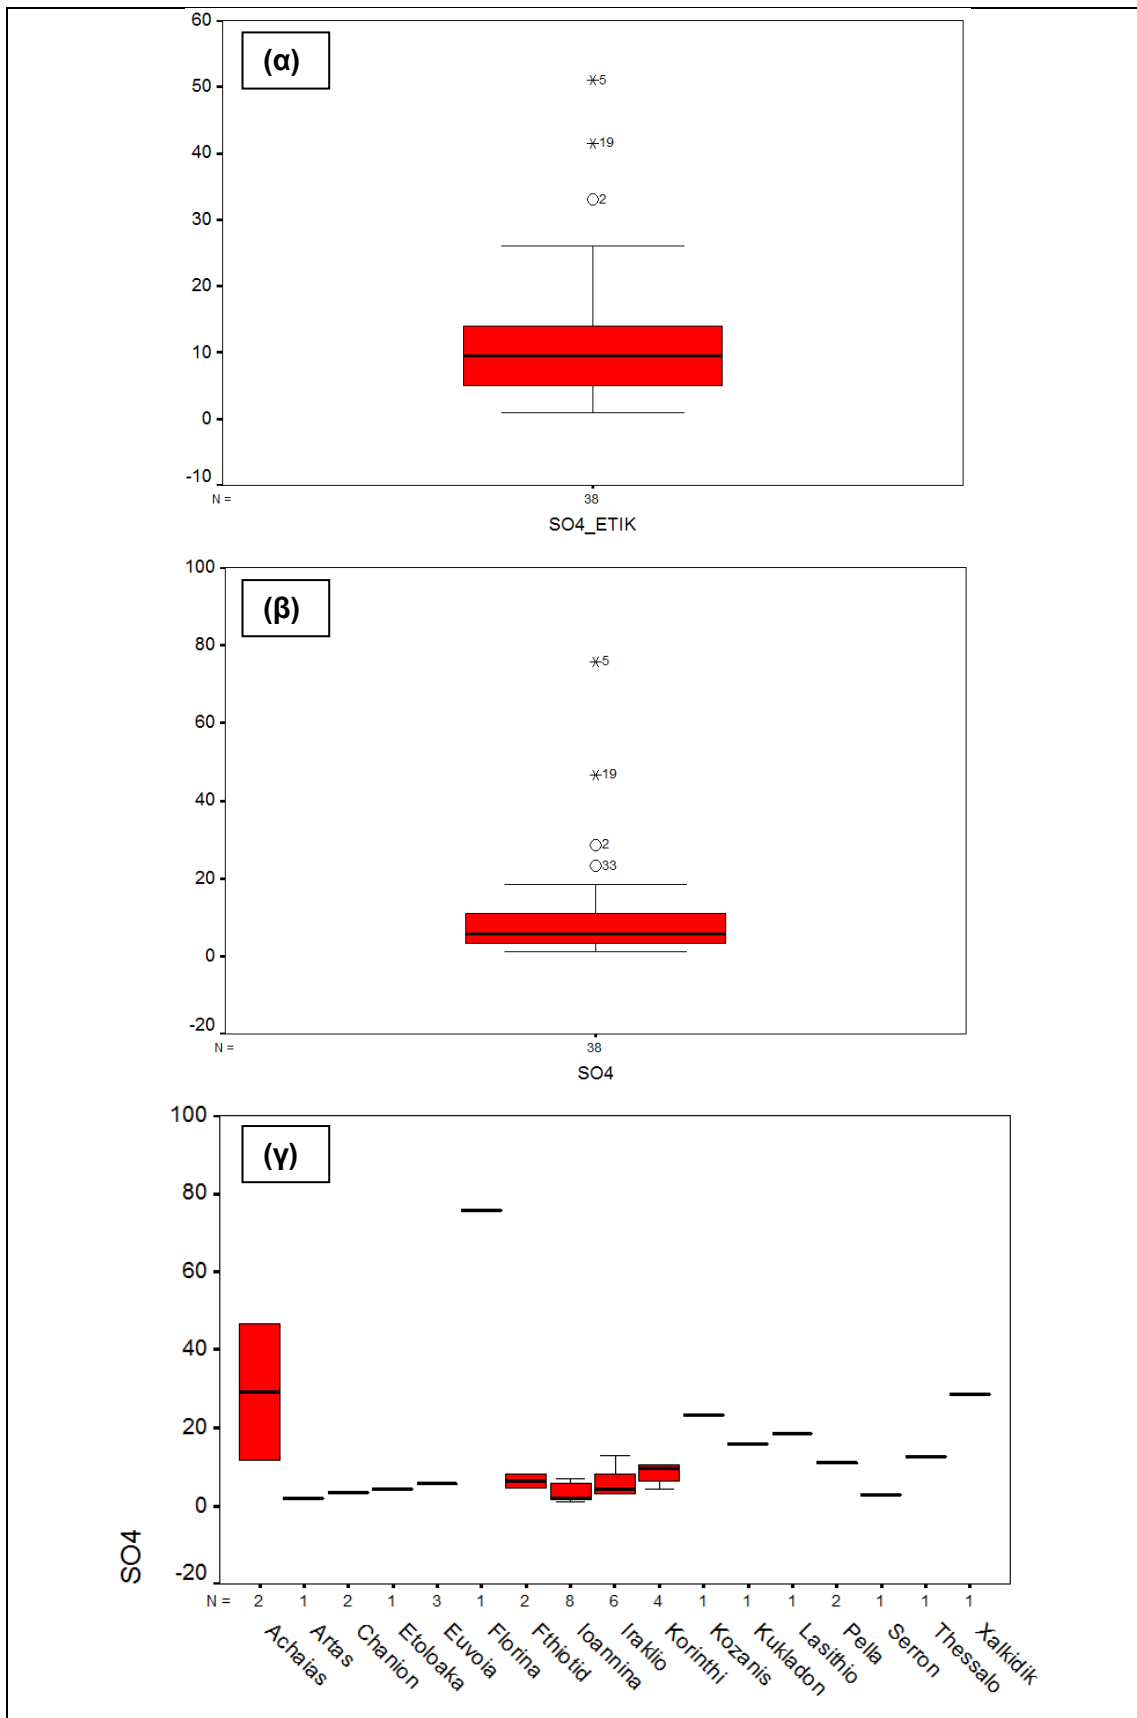 (α)
60
50
40
30
20
10
0
-10
5
19
2
N =
38
SO4_ETIK
(β)
100
80
60
40
20
0
-20
5
19
2
33
N =
38
SO4
(γ)
100
80
60
40
20
0
-20
SO4
N = 2 1 2 1 3 1 2 8 6 4 1 1 1 2 1 1 1
Achaias
Artas
Chanion
Etoloaka
Euvoia
Florina
Fthiotid
Ioannina
Iraklio
Korinthi
Kozanis
Kukladon
Lasithio
Pella
Serron
Thessalo
Xalkidik